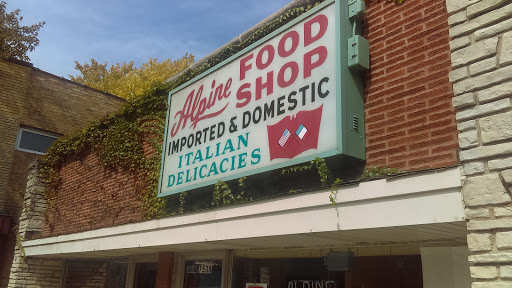 Alpine FOOD
SHOP
IMPORTED & DOMESTIC
ITALIAN
DELICACIES
ALPINE